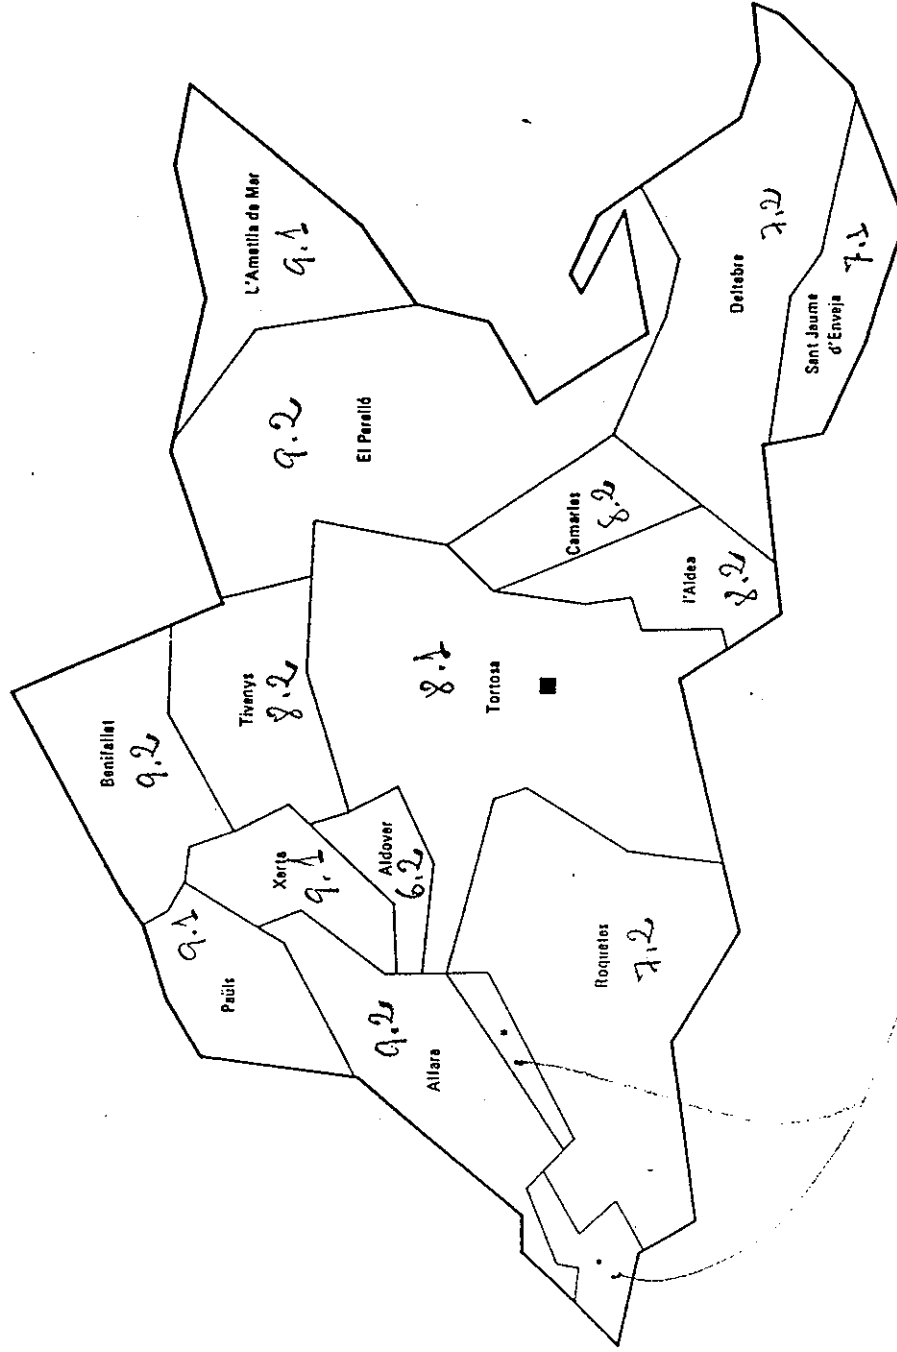 L'Ametlla de Mar
9.1
El Perelló
9.2
Benifallet
9.2
Tivenys
8.2
Paüls
9.1
Xerta
9.1
Aldover
6.2
Alfara
9.2
Tortosa
8.1
Camarles
8.2
l'Aldea
8.2
Roquetes
7.2
Deltebre
7.2
Sant Jaume
d'Enveja
7.1